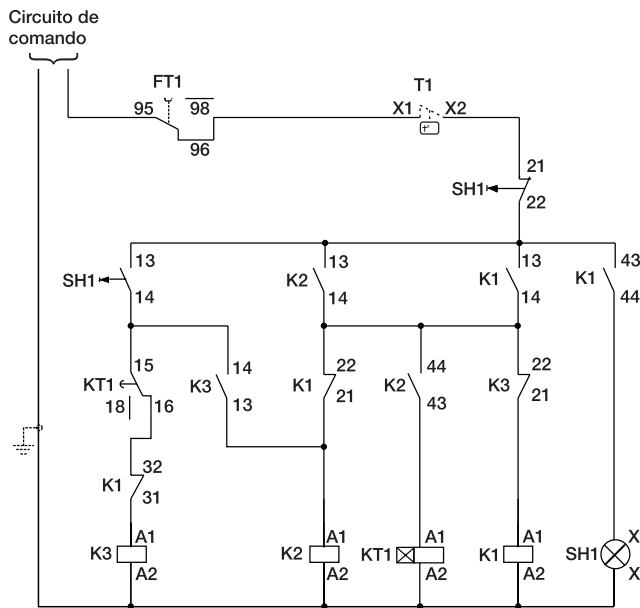 Circuito de
comando
FT1
T1
95
98
X1
X2
96
21
SH1
22
13
13
13
43
SH1
K2
K1
K1
14
14
14
44
15
14
22
44
22
KT1
K3
K1
K2
K3
18
16
13
21
43
21
32
K1
31
A1
A1
A1
A1
X
K3
K2
KT1
K1
SH1
A2
A2
A2
A2
X